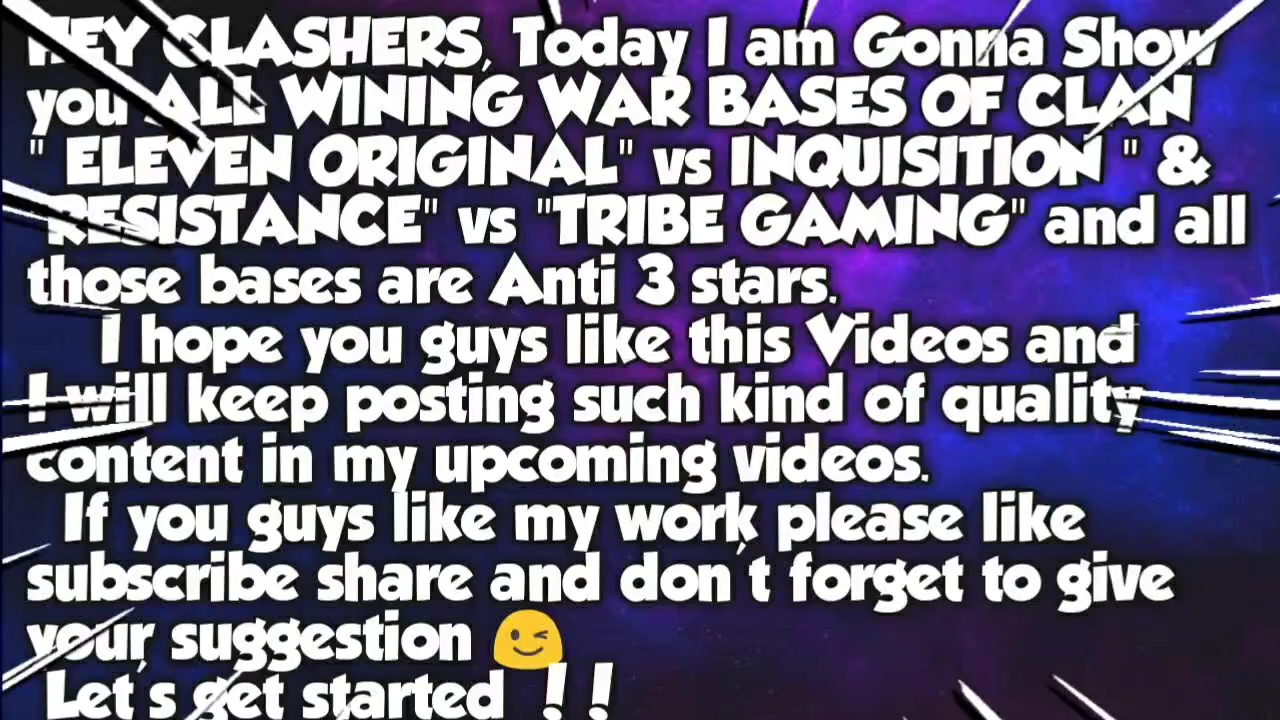 HEY CLASHERS, Today I am Gonna Show
you ALL WINING WAR BASES OF CLAN
" ELEVEN ORIGINAL" vs INQUISITION " &
"RESISTANCE" vs "TRIBE GAMING" and all
those bases are Anti 3 stars.
I hope you guys like this Videos and
I will keep posting such kind of quality
content in my upcoming videos.
If you guys like my work, please like
subscribe share and don't forget to give
your suggestion 😉
Let's get started !!